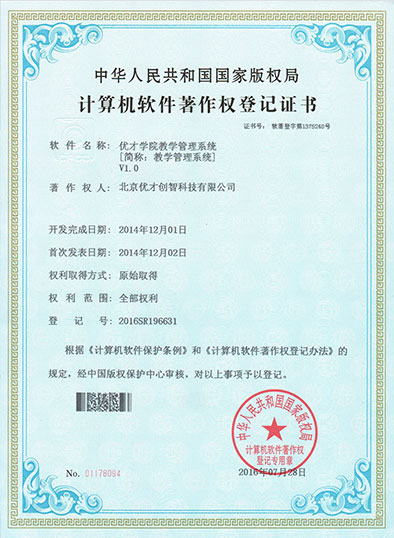 中华人民共和国国家版权局
计算机软件著作权登记证书
证书号： 软著登字第1375248号
软件名称： 优才学院教学管理系统
[简称：教学管理系统]
V1.0
著作权人： 北京优才创智科技有限公司
开发完成日期： 2014年12月01日
首次发表日期： 2014年12月02日
权利取得方式： 原始取得
权利范围： 全部权利
登记号： 2016SR196631
根据《计算机软件保护条例》和《计算机软件著作权登记办法》的
规定，经中国版权保护中心审核，对以上事项予以登记。
中华人民共和国国家版权局
计算机软件著作权
登记专用章
No. 01178094
2016年07月28日